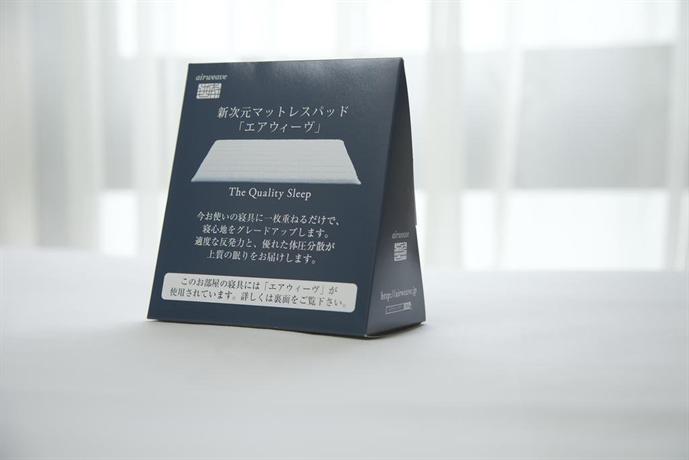 airweave
新次元マットレスパッド
「エアウィーヴ」
The Quality Sleep
今お使いの寝具に一枚重ねるだけで、
寝心地をグレードアップします。
適度な反発力と、優れた体圧分散が
上質の眠りをお届けします。
このお部屋の寝具には「エアウィーヴ」が
使用されています。詳しくは裏面をご覧下さい。
airweave
http://airweave.jp